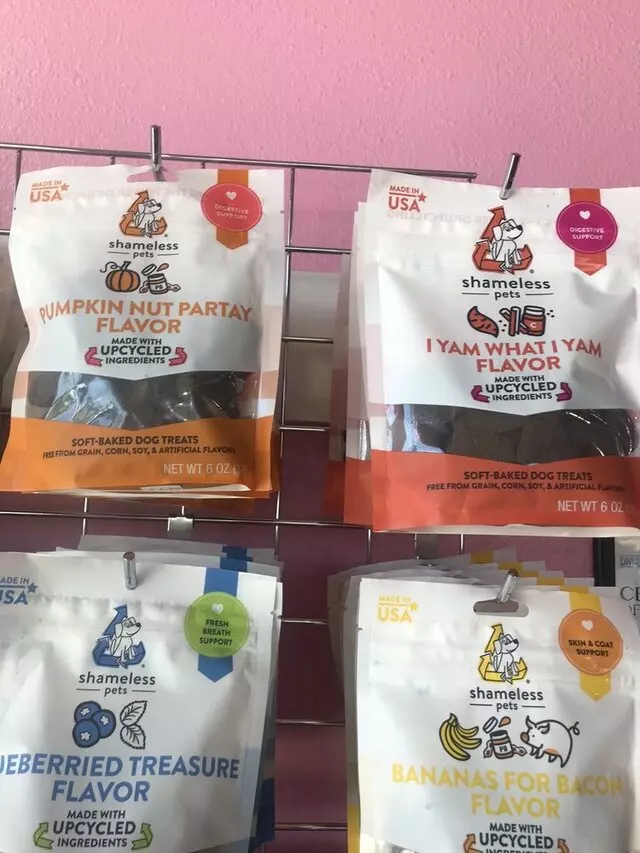 MADE IN
USA
DIGESTIVE
SUPPORT
shameless
pets
PB
PUMPKIN NUT PARTAY
FLAVOR
MADE WITH
UPCYCLED
INGREDIENTS
SOFT-BAKED DOG TREATS
FREE FROM GRAIN, CORN, SOY, & ARTIFICIAL FLAVORS
NET WT 6 OZ
MADE IN
USA
DIGESTIVE
SUPPORT
shameless
pets
C
I YAM WHAT I YAM
FLAVOR
MADE WITH
UPCYCLED
INGREDIENTS
SOFT-BAKED DOG TREATS
FREE FROM GRAIN, CORN, SOY, & ARTIFICIAL FLAVORS
NET WT 6 OZ
ADE IN
USA
FRESH
BREATH
SUPPORT
shameless
pets
UEBERRIED TREASURE
FLAVOR
MADE WITH
UPCYCLED
INGREDIENTS
MADE IN
USA
SKIN & COAT
SUPPORT
shameless
pets
PB
BANANAS FOR BACON
FLAVOR
MADE WITH
UPCYCLED
INGREDIENTS